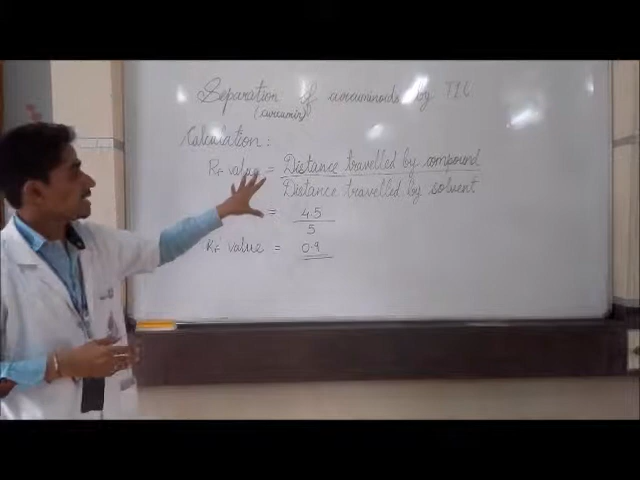 Separation of curcuminoids by TLC
(curcumin)
Calculation:
Rf value = Distance travelled by compound
Distance travelled by solvent
= 4.5
5
Rf value = 0.9